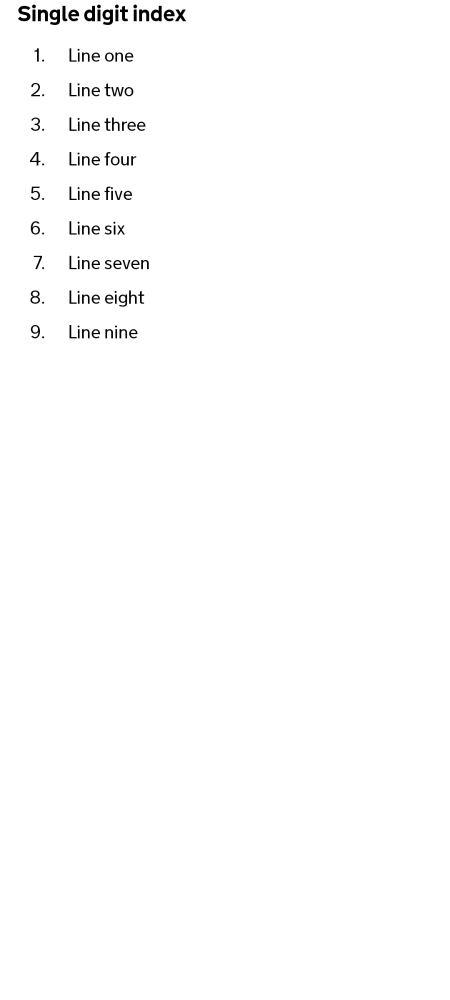 Single digit index
1. Line one
2. Line two
3. Line three
4. Line four
5. Line five
6. Line six
7. Line seven
8. Line eight
9. Line nine